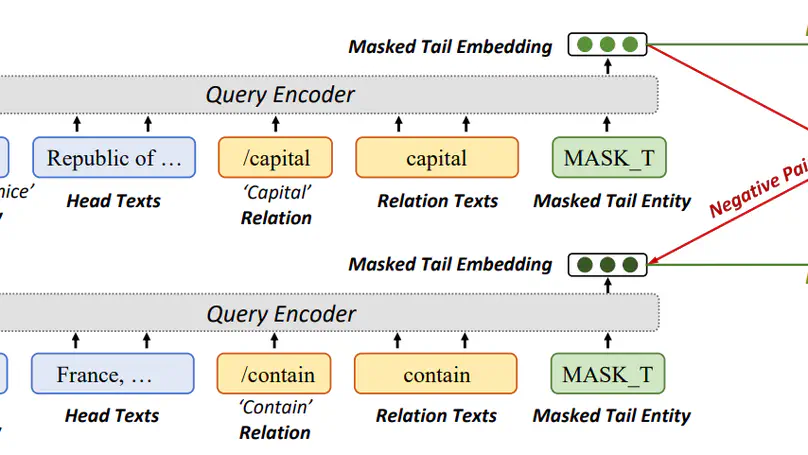 Masked Tail Embedding
Query Encoder
Republic of …
/capital
capital
MASK_T
Head Texts
‘Capital’
Relation
Relation Texts
Masked Tail Entity
Negative
Masked Tail Embedding
Query Encoder
France, …
/contain
contain
MASK_T
Head Texts
‘Contain’
Relation
Relation Texts
Masked Tail Entity